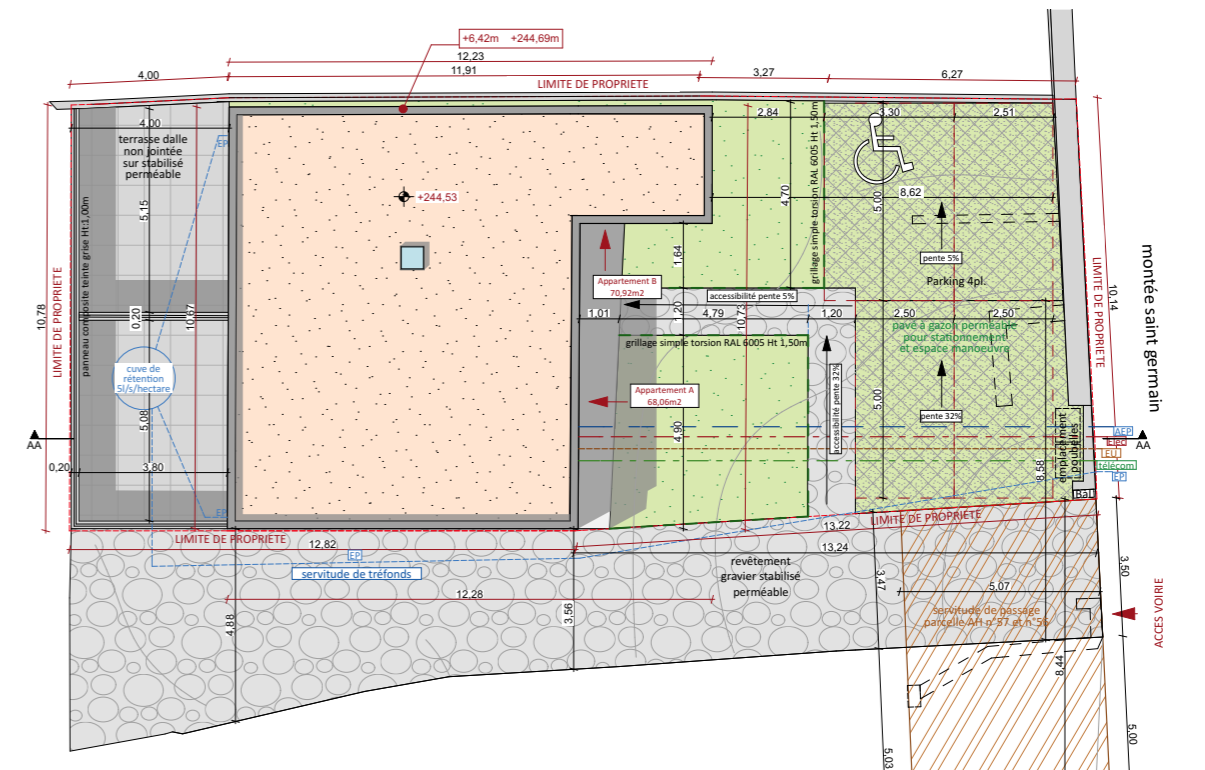 +6,42m +244,69m
12,23
4,00
11,91
3,27
6,27
LIMITE DE PROPRIETE
4,00
terrasse dalle
non jointée
sur stabilisé
perméable
EP
2,84
3,30
2,51
grillage simple torsion RAL 6005 Ht 1,50m
+244,53
4,70
5,00
8,62
5,15
panneau composite teinte grise Ht:1,00m
LIMITE DE PROPRIETE
10,78
10,67
0,20
pente 5%
Parking 4pl.
1,64
Appartement B
70,92m2
accessibilité pente 5%
1,01
1,20
4,79
10,73
1,20
2,50
2,50
pavé à gazon perméable
pour stationnement
et espace manoeuvre
LIMITE DE PROPRIETE
10,14
montée saint germain
grillage simple torsion RAL 6005 Ht 1,50m
cuve de
rétention
5l/s/hectare
Appartement A
68,06m2
accessibilité pente 32%
5,00
pente 32%
4,90
5,08
emplacement
poubelles
AEP
AA
AA
Elec
EU
télécom
EP
0,20
3,80
8,58
Bal
EP
LIMITE DE PROPRIETE
12,82
13,22
LIMITE DE PROPRIETE
13,24
EP
servitude de tréfonds
revêtement
gravier stabilisé
perméable
3,47
5,07
3,50
12,28
4,88
3,56
servitude de passage
parcelle AH n°57 et n°56
ACCES VOIRIE
8,44
5,03
5,00